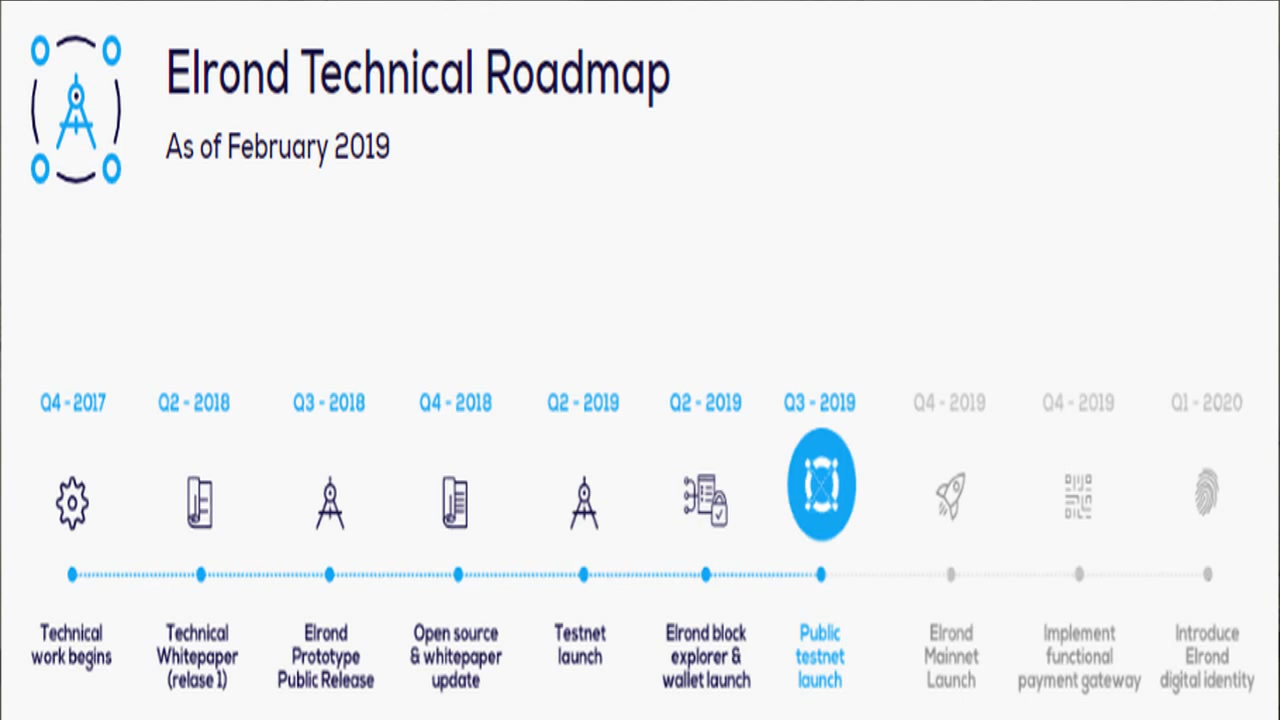 Elrond Technical Roadmap
As of February 2019
Q4 - 2017
Q2 - 2018
Q3 - 2018
Q4 - 2018
Q2 - 2019
Q2 - 2019
Q3 - 2019
Q4 - 2019
Q4 - 2019
Q1 - 2020
Technical
work begins
Technical
Whitepaper
(relase 1)
Elrond
Prototype
Public Release
Open source
& whitepaper
update
Testnet
launch
Elrond block
explorer &
wallet launch
Public
testnet
launch
Elrond
Mainnet
Launch
Implement
functional
payment gateway
Introduce
Elrond
digital identity